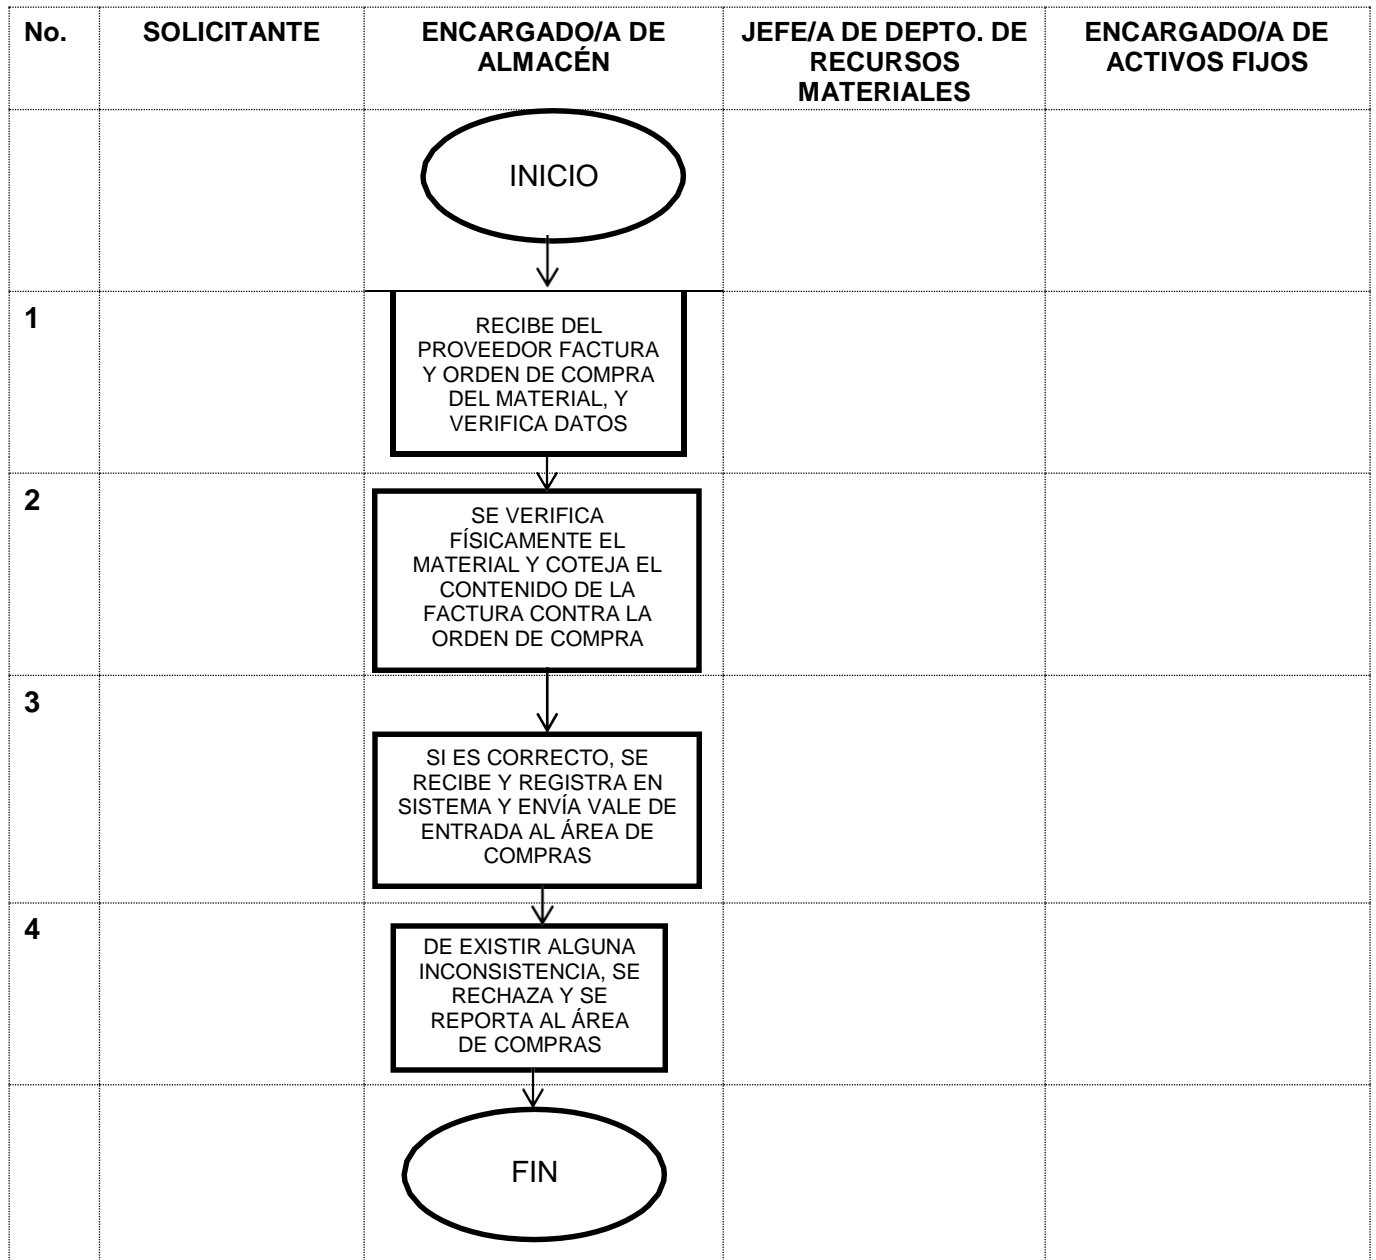 No.
SOLICITANTE
ENCARGADO/A DE
ALMACÉN
JEFE/A DE DEPTO. DE
RECURSOS
MATERIALES
ENCARGADO/A DE
ACTIVOS FIJOS
INICIO
1
RECIBE DEL
PROVEEDOR FACTURA
Y ORDEN DE COMPRA
DEL MATERIAL, Y
VERIFICA DATOS
2
SE VERIFICA
FÍSICAMENTE EL
MATERIAL Y COTEJA EL
CONTENIDO DE LA
FACTURA CONTRA LA
ORDEN DE COMPRA
3
SI ES CORRECTO, SE
RECIBE Y REGISTRA EN
SISTEMA Y ENVÍA VALE DE
ENTRADA AL ÁREA DE
COMPRAS
4
DE EXISTIR ALGUNA
INCONSISTENCIA, SE
RECHAZA Y SE
REPORTA AL ÁREA
DE COMPRAS
FIN